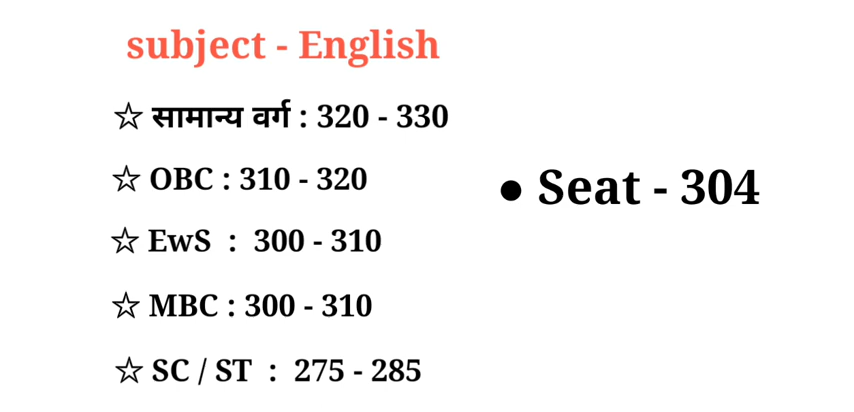 subject - English
☆ सामान्य वर्ग : 320 - 330
☆ OBC : 310 - 320
● Seat - 304
☆ EwS : 300 - 310
☆ MBC : 300 - 310
☆ SC / ST : 275 - 285